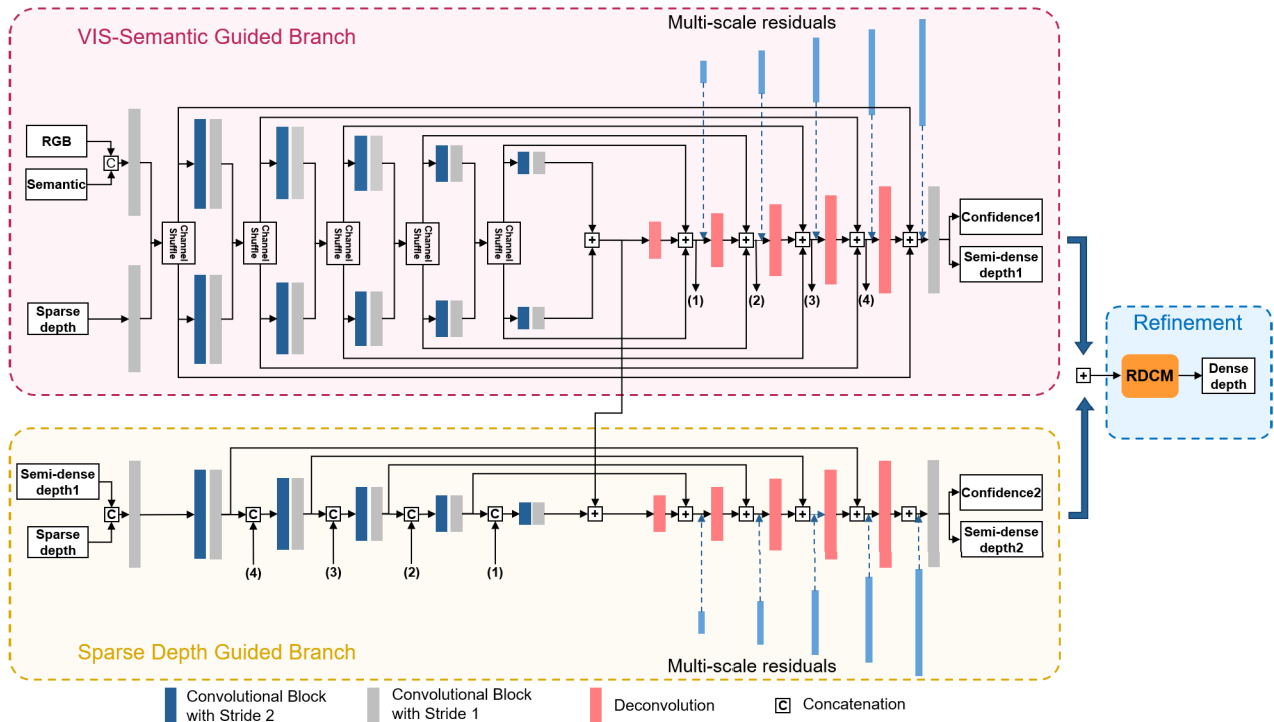 VIS-Semantic Guided Branch
Multi-scale residuals
RGB
C
Semantic
Sparse
depth
Channel
Shuffle
Channel
Shuffle
Channel
Shuffle
Channel
Shuffle
Channel
Shuffle
+
+
+
+
+
+
(1)
(2)
(3)
(4)
Confidence1
Semi-dense
depth1
Refinement
+
RDCM
Dense
depth
Semi-dense
depth1
Sparse
depth
C
C
C
C
C
(4)
(3)
(2)
(1)
+
+
+
+
+
+
Confidence2
Semi-dense
depth2
Sparse Depth Guided Branch
Multi-scale residuals
Convolutional Block
with Stride 2
Convolutional Block
with Stride 1
Deconvolution
C Concatenation